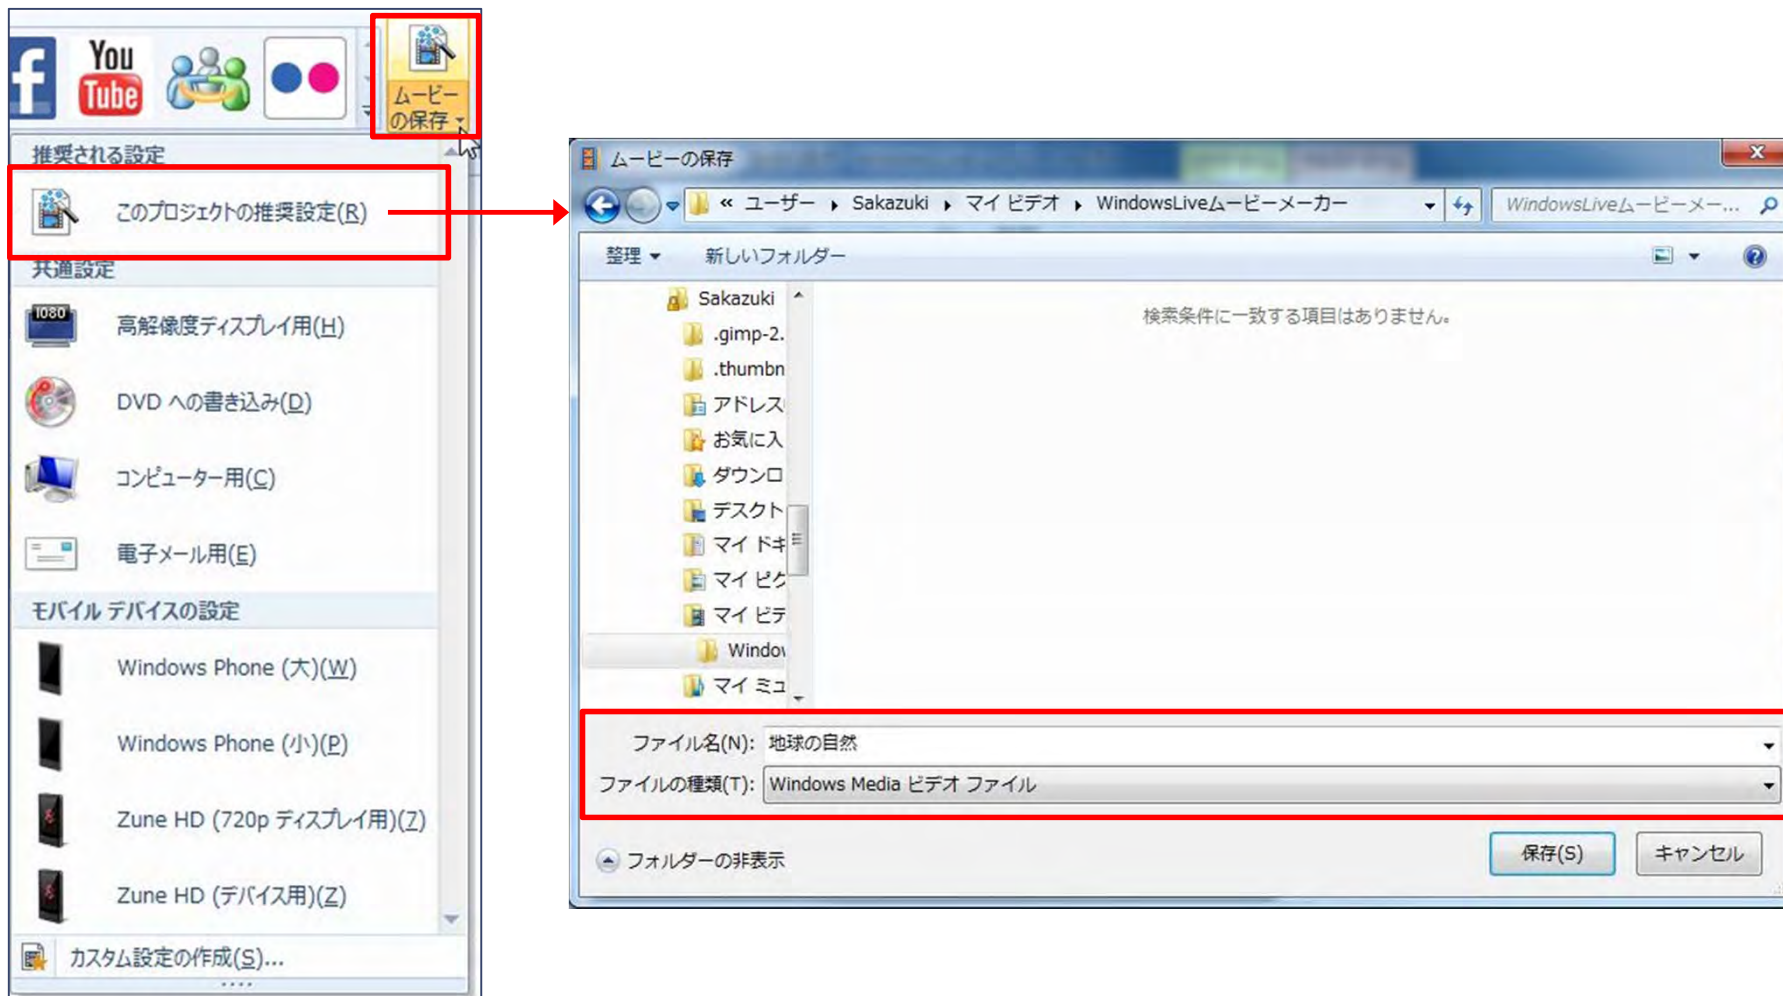 You
Tube
ムービー
の保存
推奨される設定
このプロジェクトの推奨設定(R)
共通設定
1080
高解像度ディスプレイ用(H)
DVD への書き込み(D)
コンピューター用(C)
電子メール用(E)
モバイル デバイスの設定
Windows Phone (大)(W)
Windows Phone (小)(P)
Zune HD (720p ディスプレイ用)(7)
Zune HD (デバイス用)(Z)
カスタム設定の作成(S)...
ムービーの保存
« ユーザー ▸ Sakazuki ▸ マイ ビデオ ▸ WindowsLiveムービーメーカー
WindowsLiveムービーメー...
整理 新しいフォルダー
Sakazuki
.gimp-2.
.thumbn
アドレス
お気に入
ダウンロ
デスクト
マイ ドキ
マイ ピク
マイ ビデ
Window
マイ ミュ
検索条件に一致する項目はありません。
ファイル名(N): 地球の自然
ファイルの種類(T): Windows Media ビデオ ファイル
フォルダーの非表示
保存(S) キャンセル